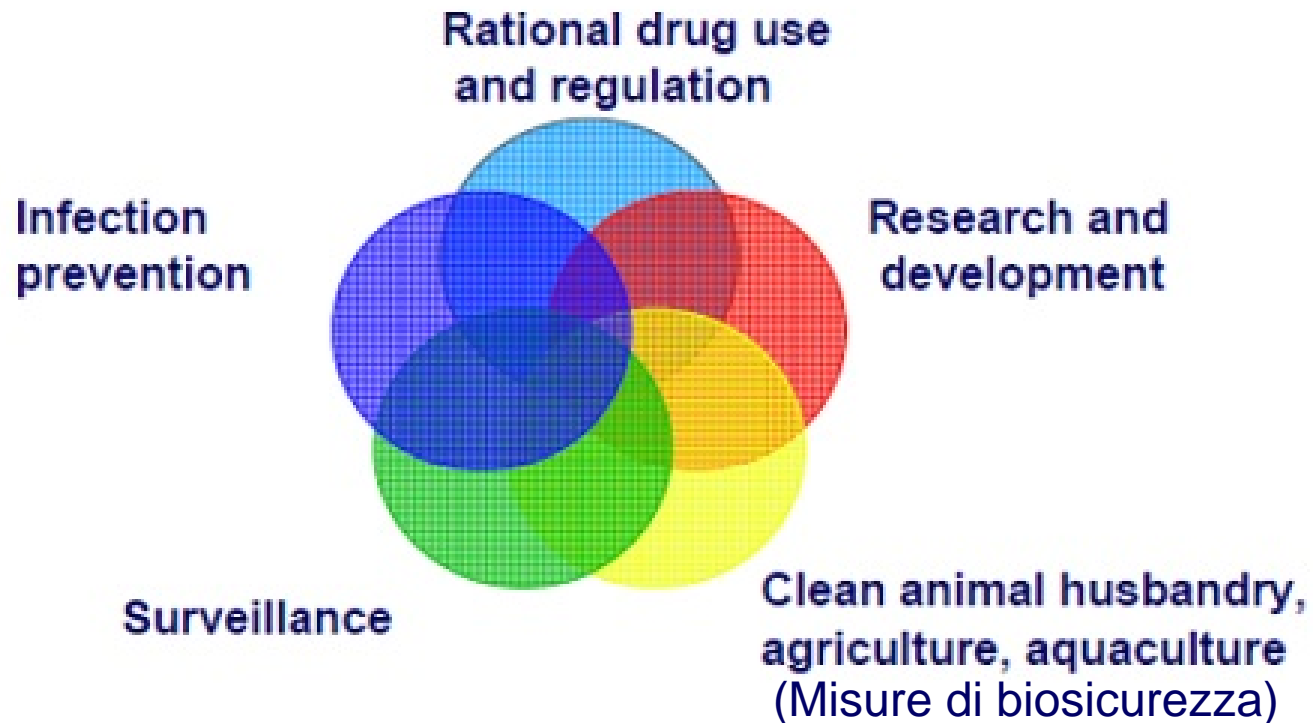 Rational drug use
and regulation
Infection
prevention
Research and
development
Surveillance
Clean animal husbandry,
agriculture, aquaculture
(Misure di biosicurezza)